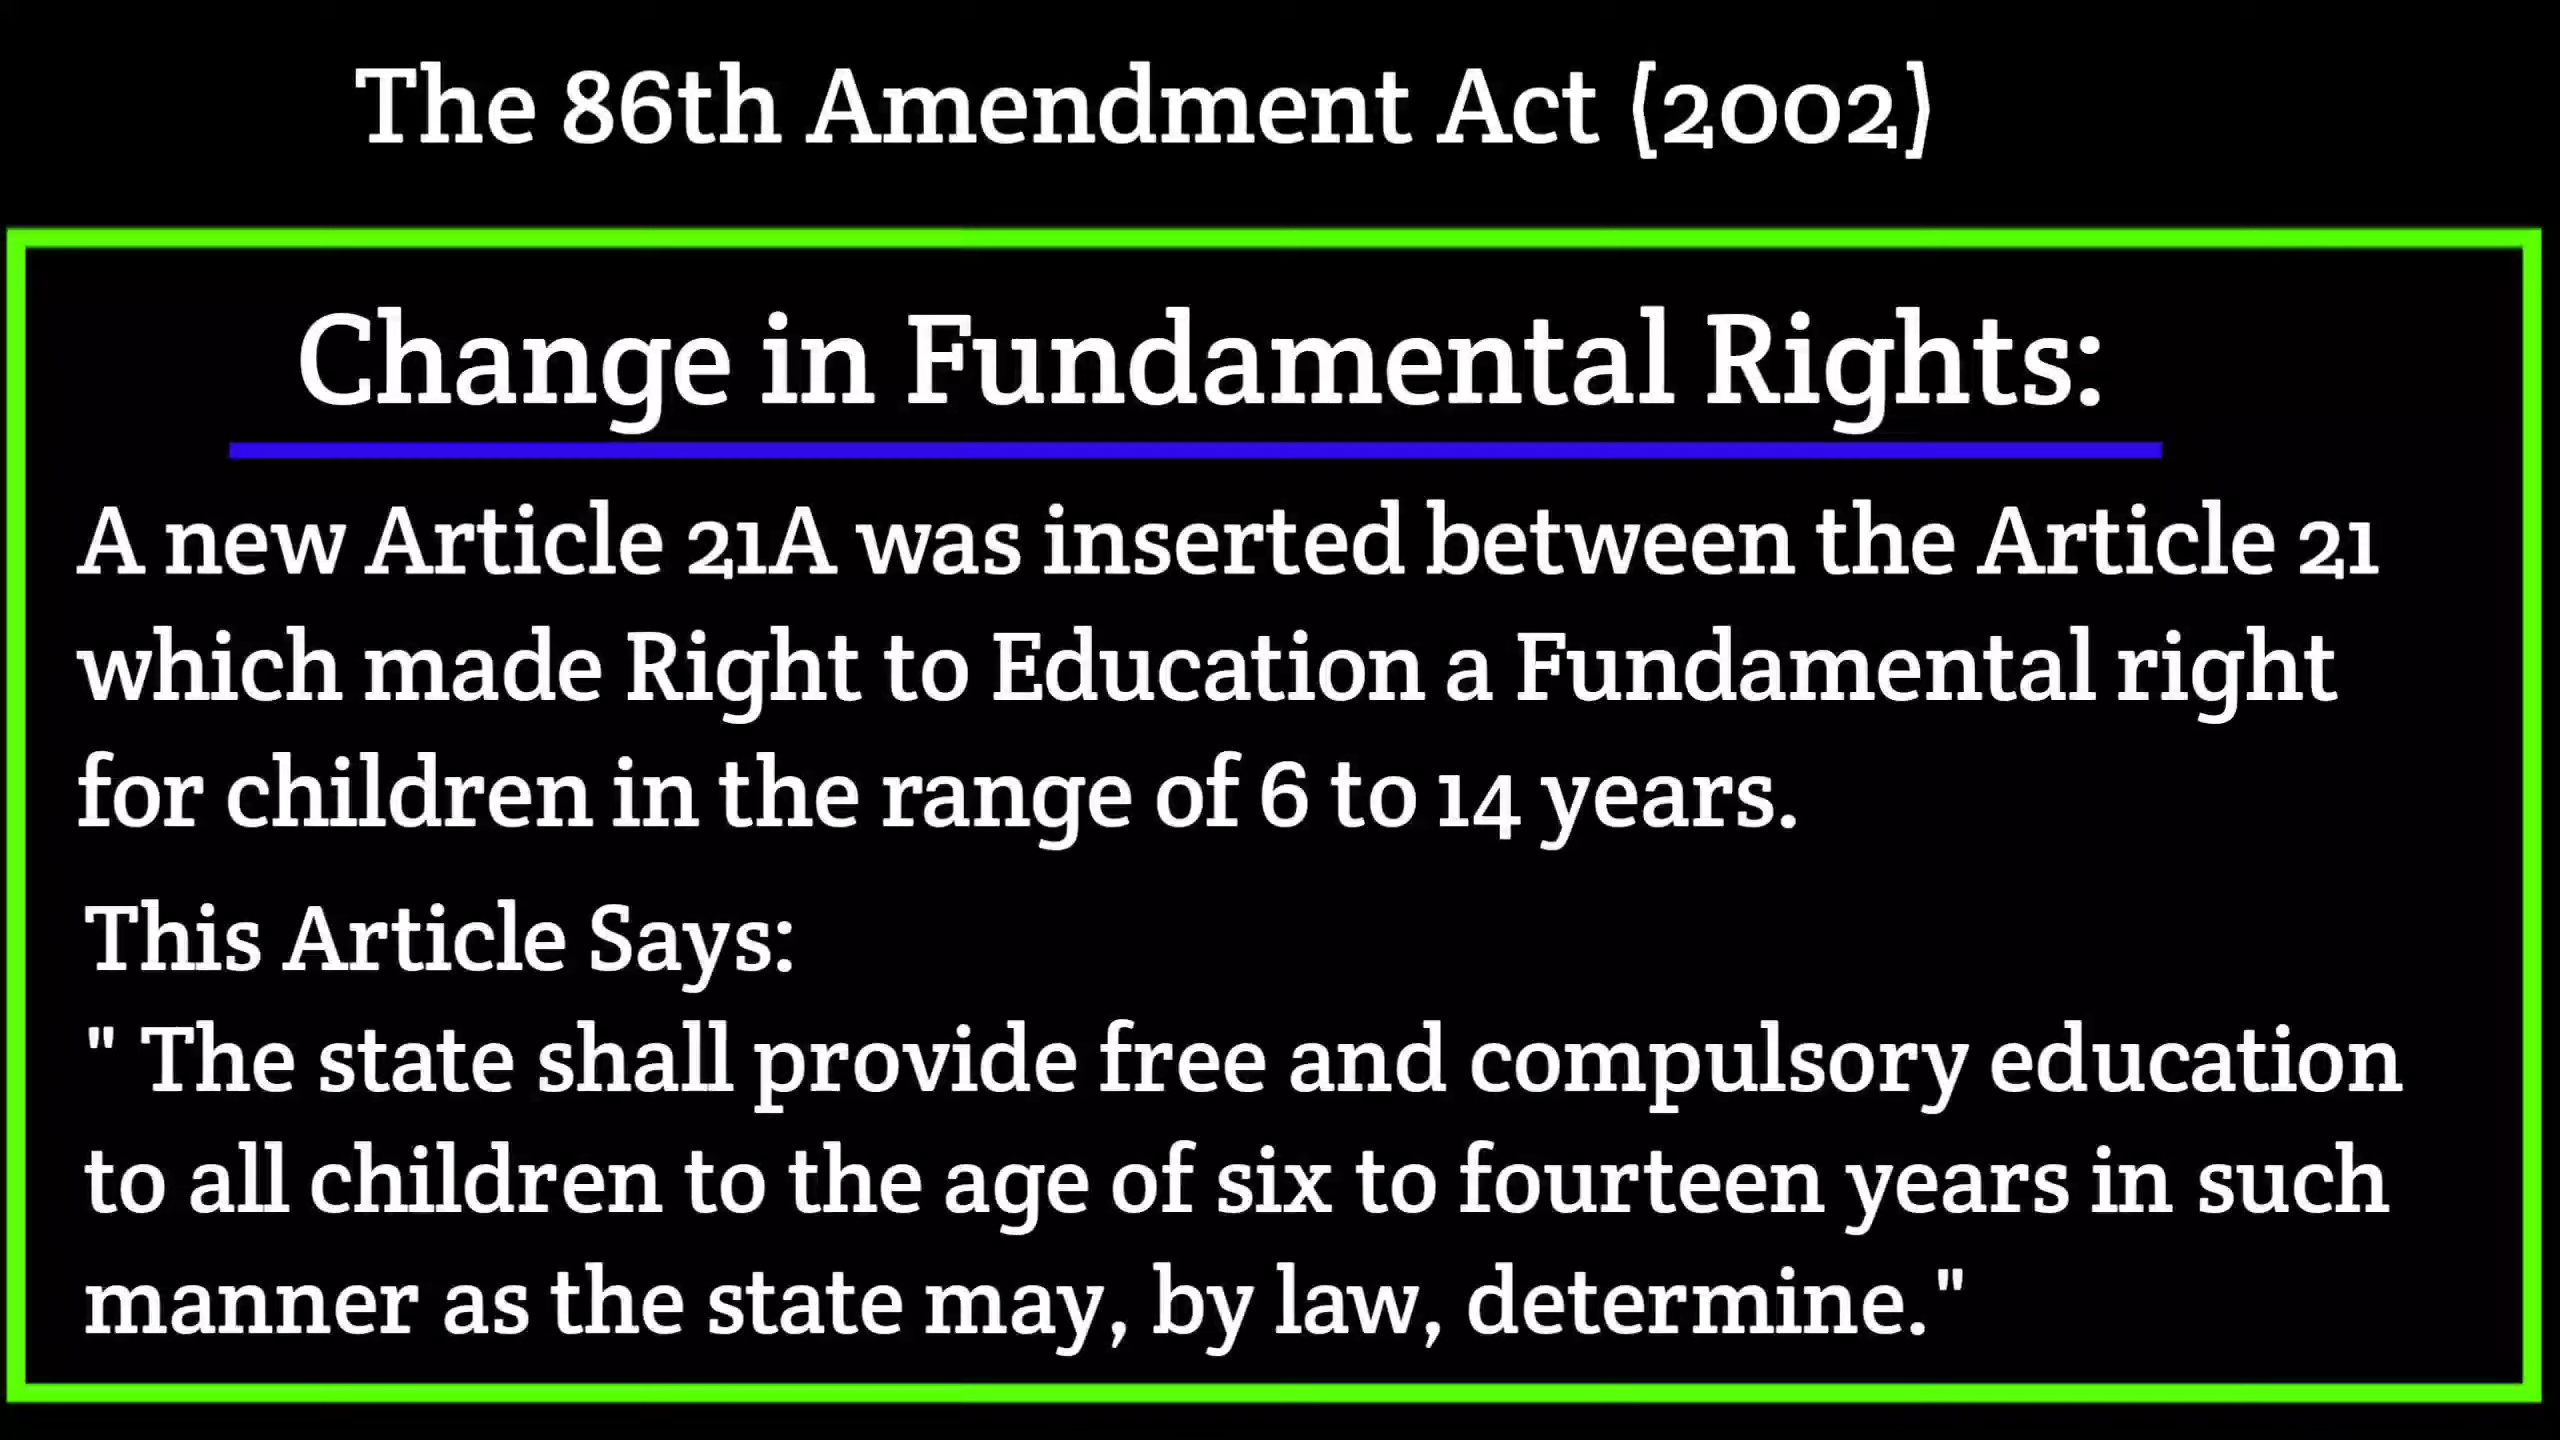 The 86th Amendment Act (2002)
Change in Fundamental Rights:
A new Article 21A was inserted between the Article 21
which made Right to Education a Fundamental right
for children in the range of 6 to 14 years.
This Article Says:
" The state shall provide free and compulsory education
to all children to the age of six to fourteen years in such
manner as the state may, by law, determine."